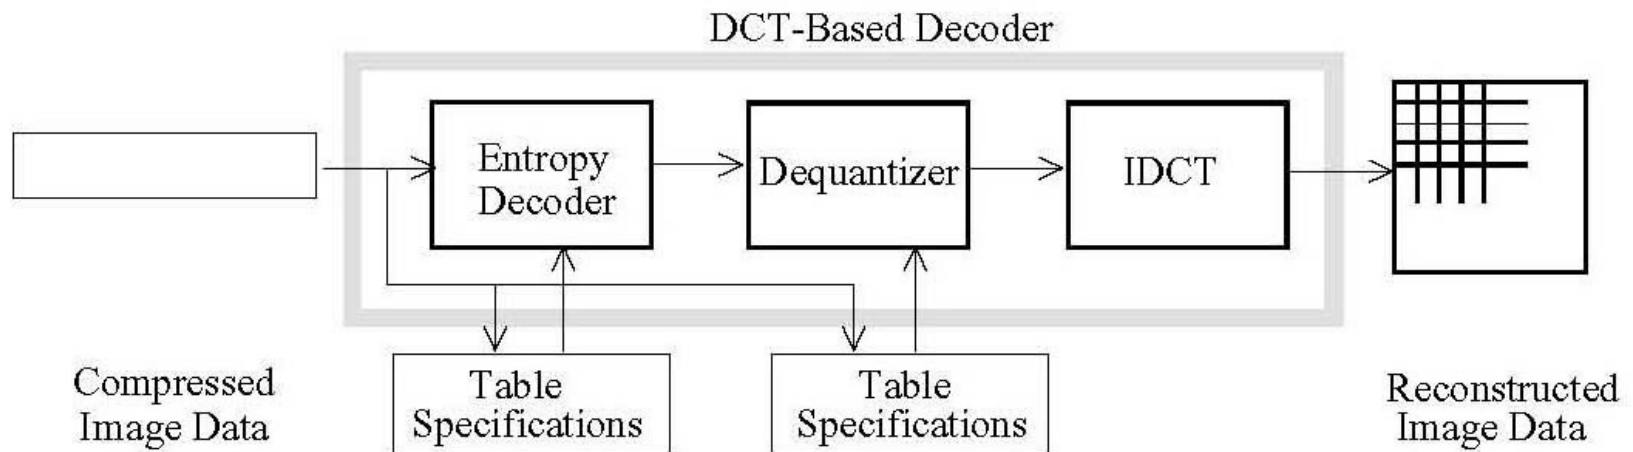 DCT-Based Decoder
Entropy
Decoder
Dequantizer
IDCT
Compressed
Image Data
Table
Specifications
Table
Specifications
Reconstructed
Image Data